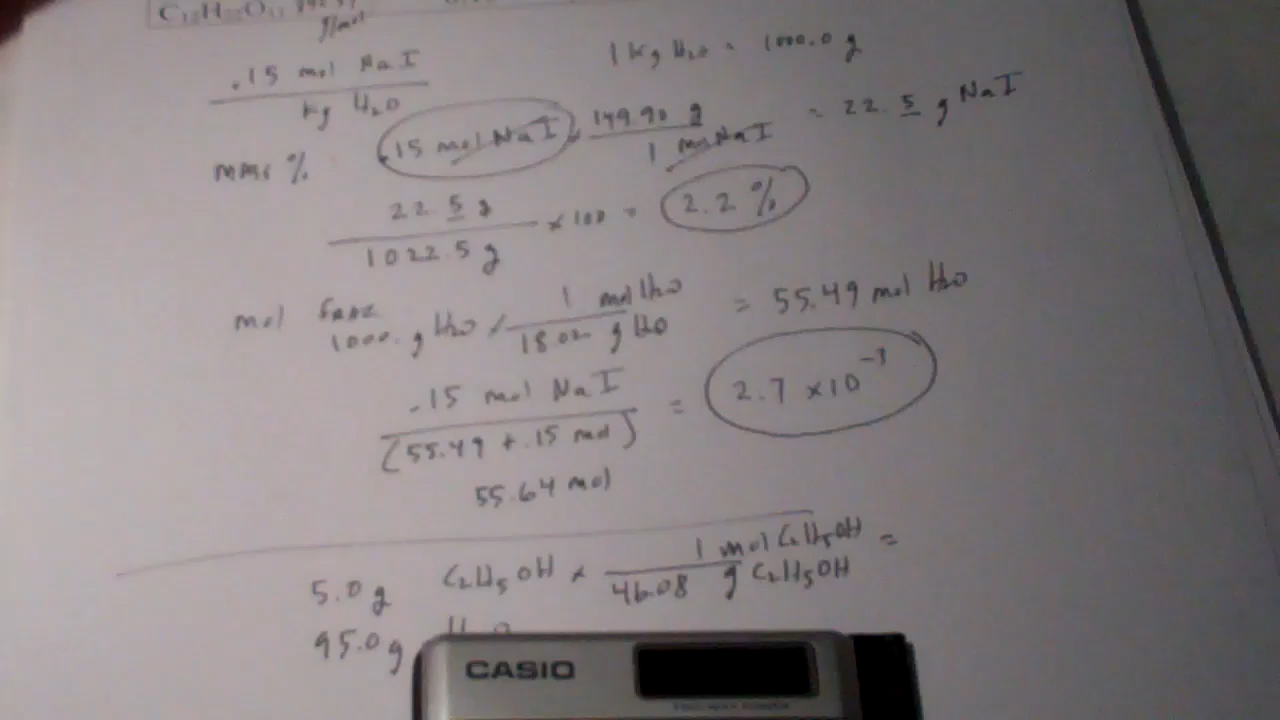 C₁₂H₂₂O₁₁
g/mol
.15 mol NaI
kg H₂O
1 kg H₂O = 1000.0 g
mass %
.15 mol NaI × 149.90 g / 1 mol NaI = 22.5 g NaI
22.5 g / 1022.5 g × 100 = 2.2 %
mol frac
1000. g H₂O × 1 mol H₂O / 18.02 g H₂O = 55.49 mol H₂O
.15 mol NaI / (55.49 + .15 mol) = 2.7 × 10⁻³
55.64 mol
5.0 g C₂H₅OH × 1 mol C₂H₅OH / 46.08 g C₂H₅OH =
95.0 g
CASIO